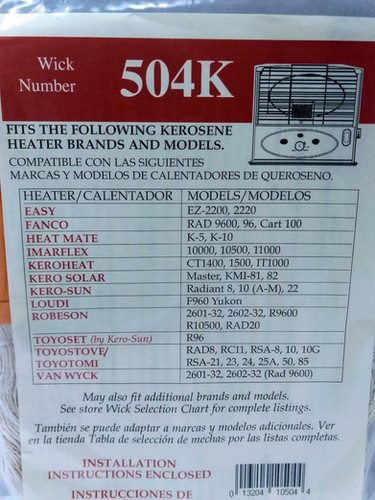 Wick
Number
504K
FITS THE FOLLOWING KEROSENE
HEATER BRANDS AND MODELS.
COMPATIBLE CON LAS SIGUIENTES
MARCAS Y MODELOS DE CALENTADORES DE QUEROSENO.
HEATER/CALENTADOR MODELS/MODELOS
EASY EZ-2200, 2220
FANCO RAD 9600, 96, Cart 100
HEAT MATE K-5, K-10
IMARFLEX 10000, 10500, 11000
KEROHEAT CT1400, 1500, IT1000
KERO SOLAR Master, KMI-81, 82
KERO-SUN Radiant 8, 10 (A-M), 22
LOUDI F960 Yukon
ROBESON 2601-32, 2602-32, R9600
R10500, RAD20
TOYOSET (by Kero-Sun) R96
TOYOSTOVE/ RAD8, RC11, RSA-8, 10, 10G
TOYOTOMI RSA-21, 23, 24, 25A, 50, 85
VAN WYCK 2601-32, 2602-32 (Rad 9600)
May also fit additional brands and models.
See store Wick Selection Chart for complete listings.
También se puede adaptar a marcas y modelos adicionales. Ver
en la tienda Tabla de selección de mechas por las listas completas.
INSTALLATION
INSTRUCTIONS ENCLOSED
INSTRUCCIONES DE
0 13204 10504 4